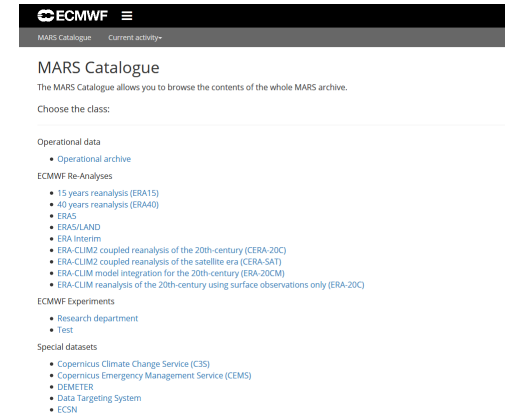 ECMWF
MARS Catalogue Current activity
MARS Catalogue
The MARS Catalogue allows you to browse the contents of the whole MARS archive.
Choose the class:
Operational data
Operational archive
ECMWF Re-Analyses
15 years reanalysis (ERA15)
40 years reanalysis (ERA40)
ERA5
ERA5/LAND
ERA Interim
ERA-CLIM2 coupled reanalysis of the 20th-century (CERA-20C)
ERA-CLIM2 coupled reanalysis of the satellite era (CERA-SAT)
ERA-CLIM model integration for the 20th-century (ERA-20CM)
ERA-CLIM reanalysis of the 20th-century using surface observations only (ERA-20C)
ECMWF Experiments
Research department
Test
Special datasets
Copernicus Climate Change Service (C3S)
Copernicus Emergency Management Service (CEMS)
DEMETER
Data Targeting System
ECSN